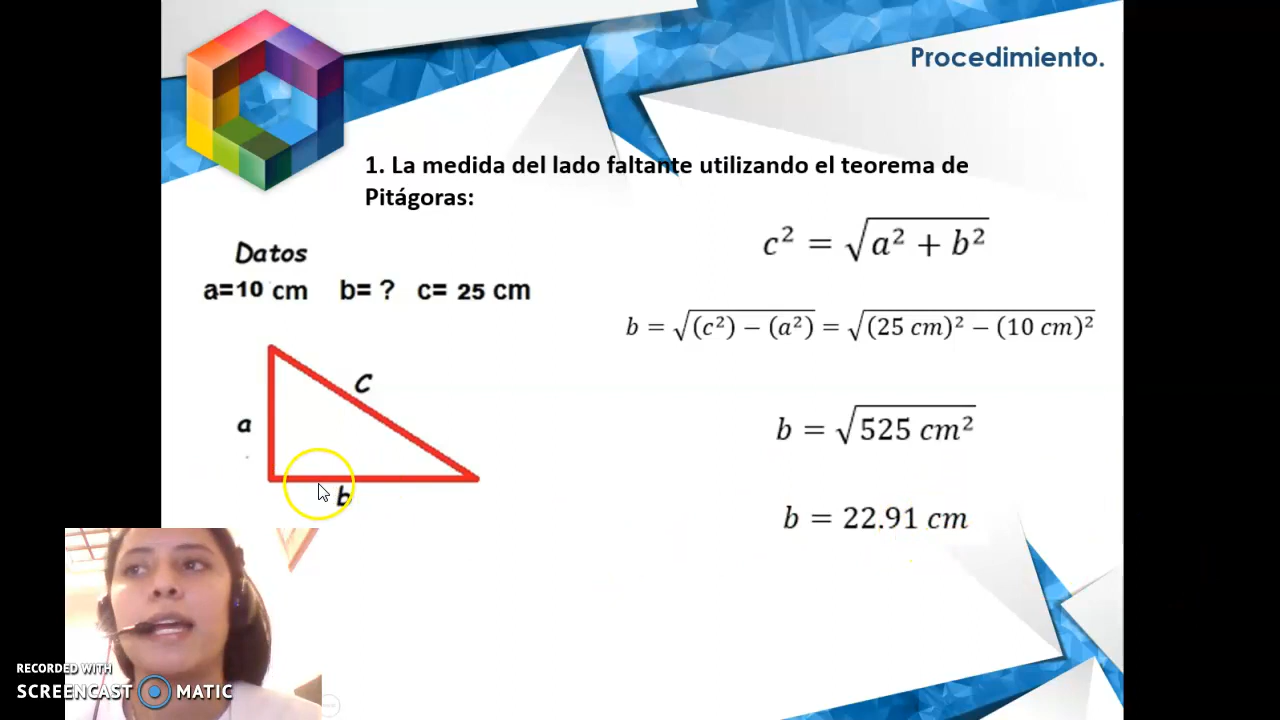 Procedimiento.
1. La medida del lado faltante utilizando el teorema de
Pitágoras:
Datos
a=10 cm b= ? c= 25 cm
c² = √(a² + b²)
b = √((c²) − (a²)) = √((25 cm)² − (10 cm)²)
b = √(525 cm²)
b = 22.91 cm
c
a
b
RECORDED WITH
SCREENCAST MATIC